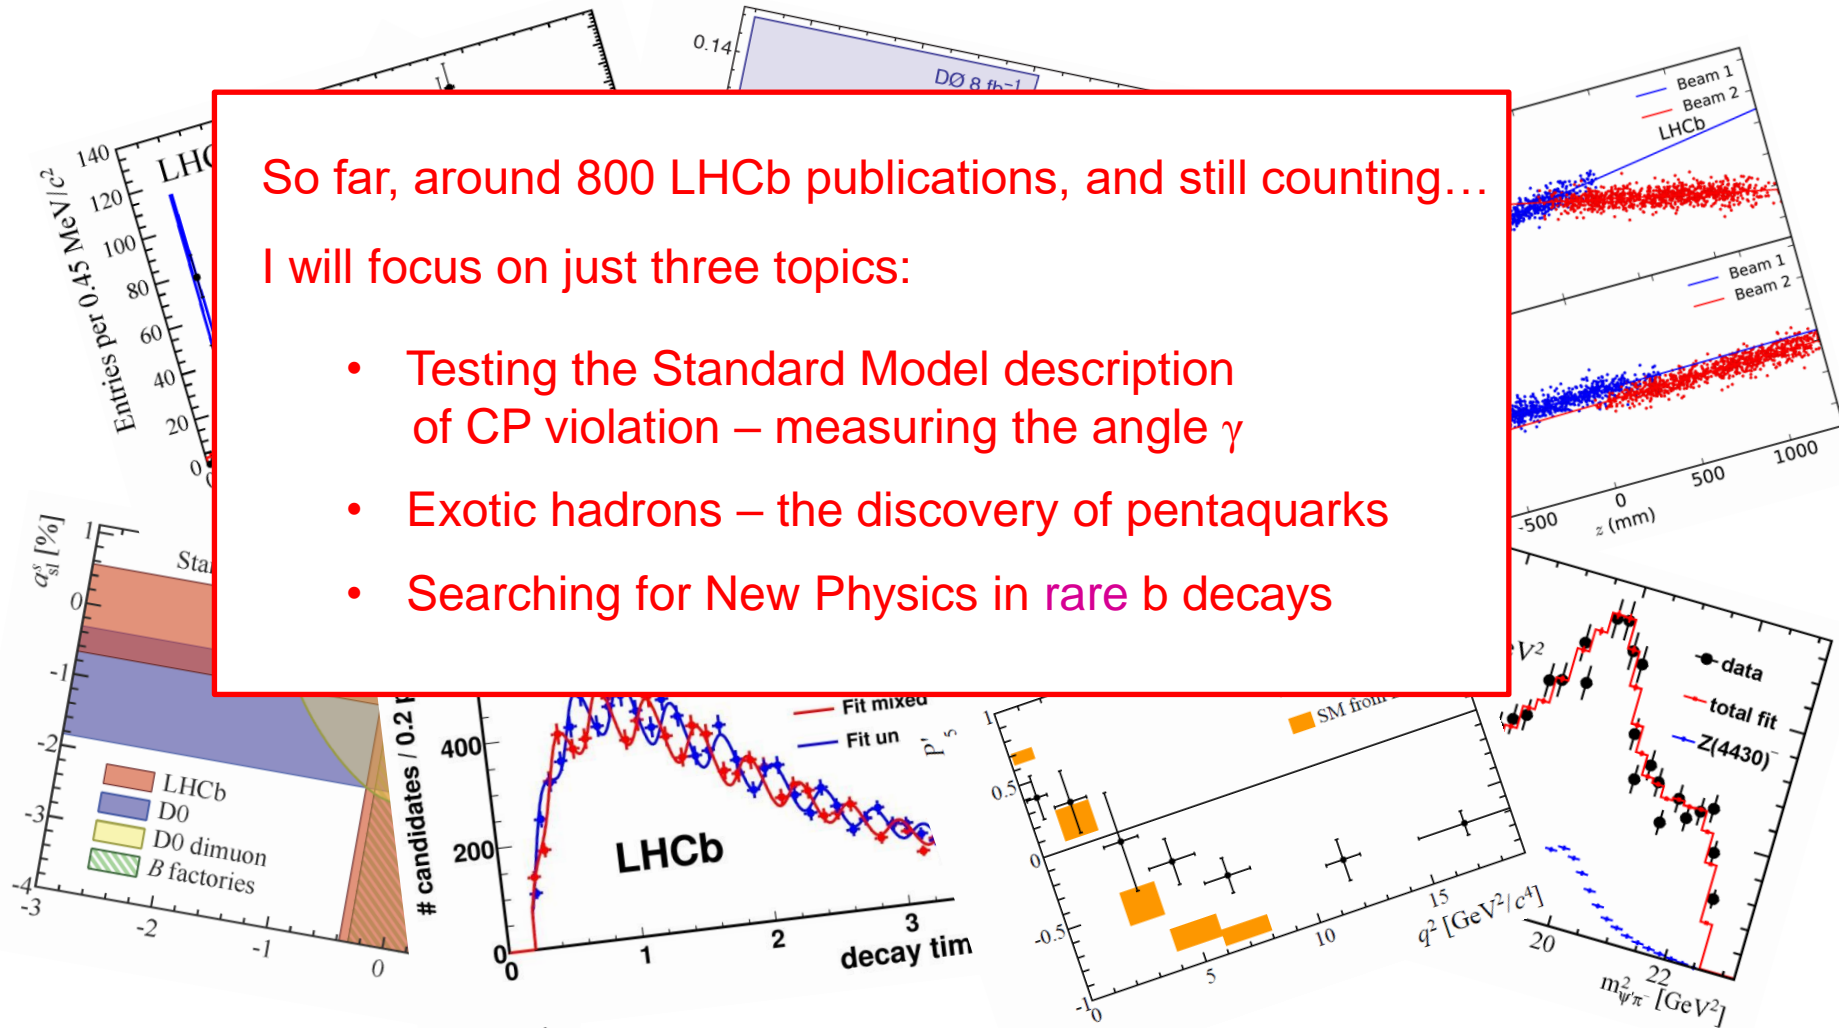 So far, around 800 LHCb publications, and still counting…
I will focus on just three topics:
• Testing the Standard Model description
of CP violation – measuring the angle γ
• Exotic hadrons – the discovery of pentaquarks
• Searching for New Physics in rare b decays
140
120
100
80
60
40
20
0
Entries per 0.45 MeV/c²
0.14
DØ 8 fb⁻¹
Beam 1
Beam 2
LHCb
Beam 1
Beam 2
-500
0
500
1000
z (mm)
aˢsl [%]
1
0
-1
-2
-3
-4
LHCb
D0
D0 dimuon
B factories
-3
-2
-1
0
# candidates / 0.2
400
200
0
Fit mixed
Fit un
LHCb
0
1
2
3
decay tim
P'5
1
0.5
0
-0.5
-1
SM from
0
5
10
15
q² [GeV²/c⁴]
data
total fit
Z(4430)⁻
20
22
m²ψ'π⁻ [GeV²]